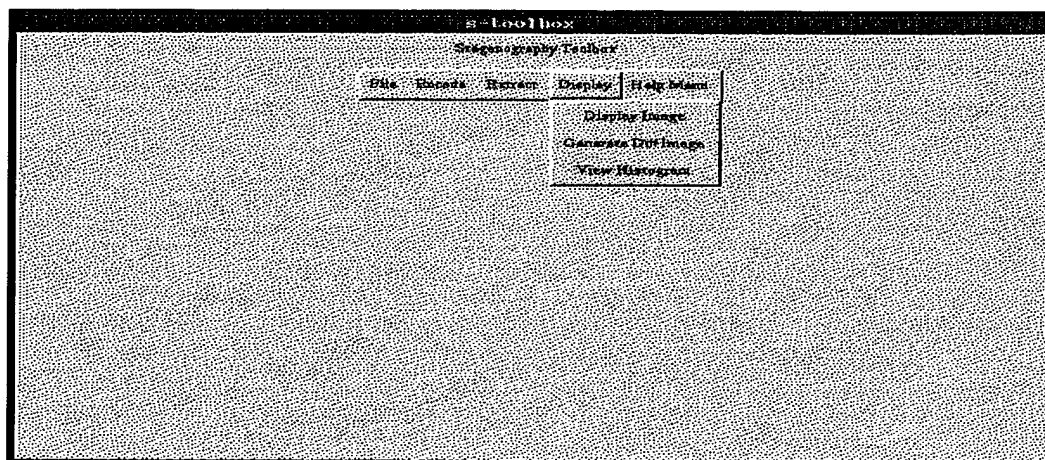 s-toolbox
Steganography Toolbox
File Encode Extract Display Help Menu
Display Image
Generate Diff Image
View Histogram